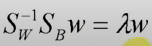 S_W^{-1} S_B w = λw